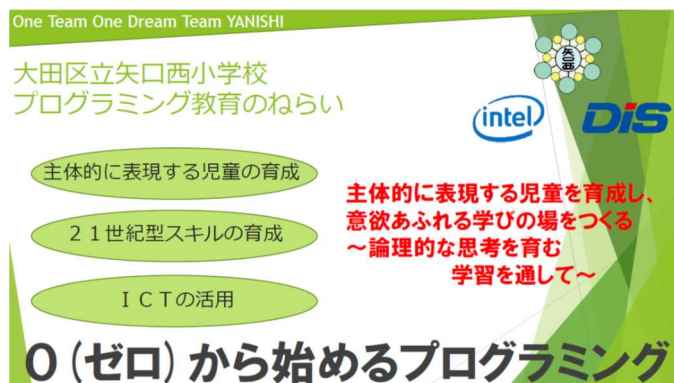 One Team One Dream Team YANISHI
大田区立矢口西小学校
プログラミング教育のねらい
矢口西
intel
DiS
主体的に表現する児童の育成
２１世紀型スキルの育成
ＩＣＴの活用
主体的に表現する児童を育成し、
意欲あふれる学びの場をつくる
～論理的な思考を育む
学習を通して～
０（ゼロ）から始めるプログラミング